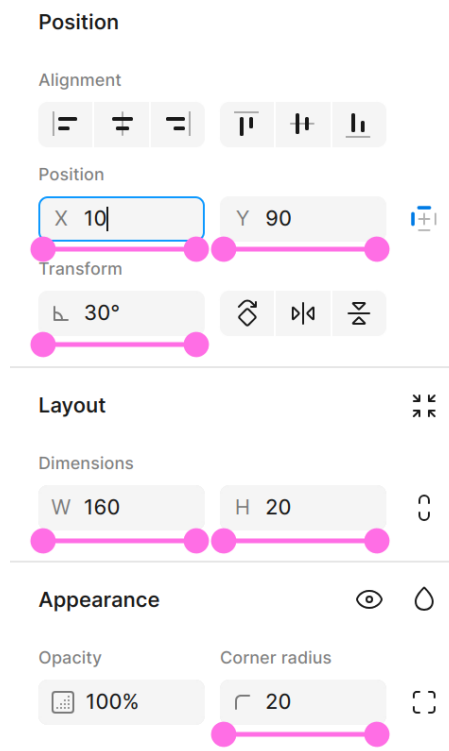 Position
Alignment
Position
X 10 Y 90
Transform
30°
Layout
Dimensions
W 160 H 20
Appearance
Opacity Corner radius
100% 20